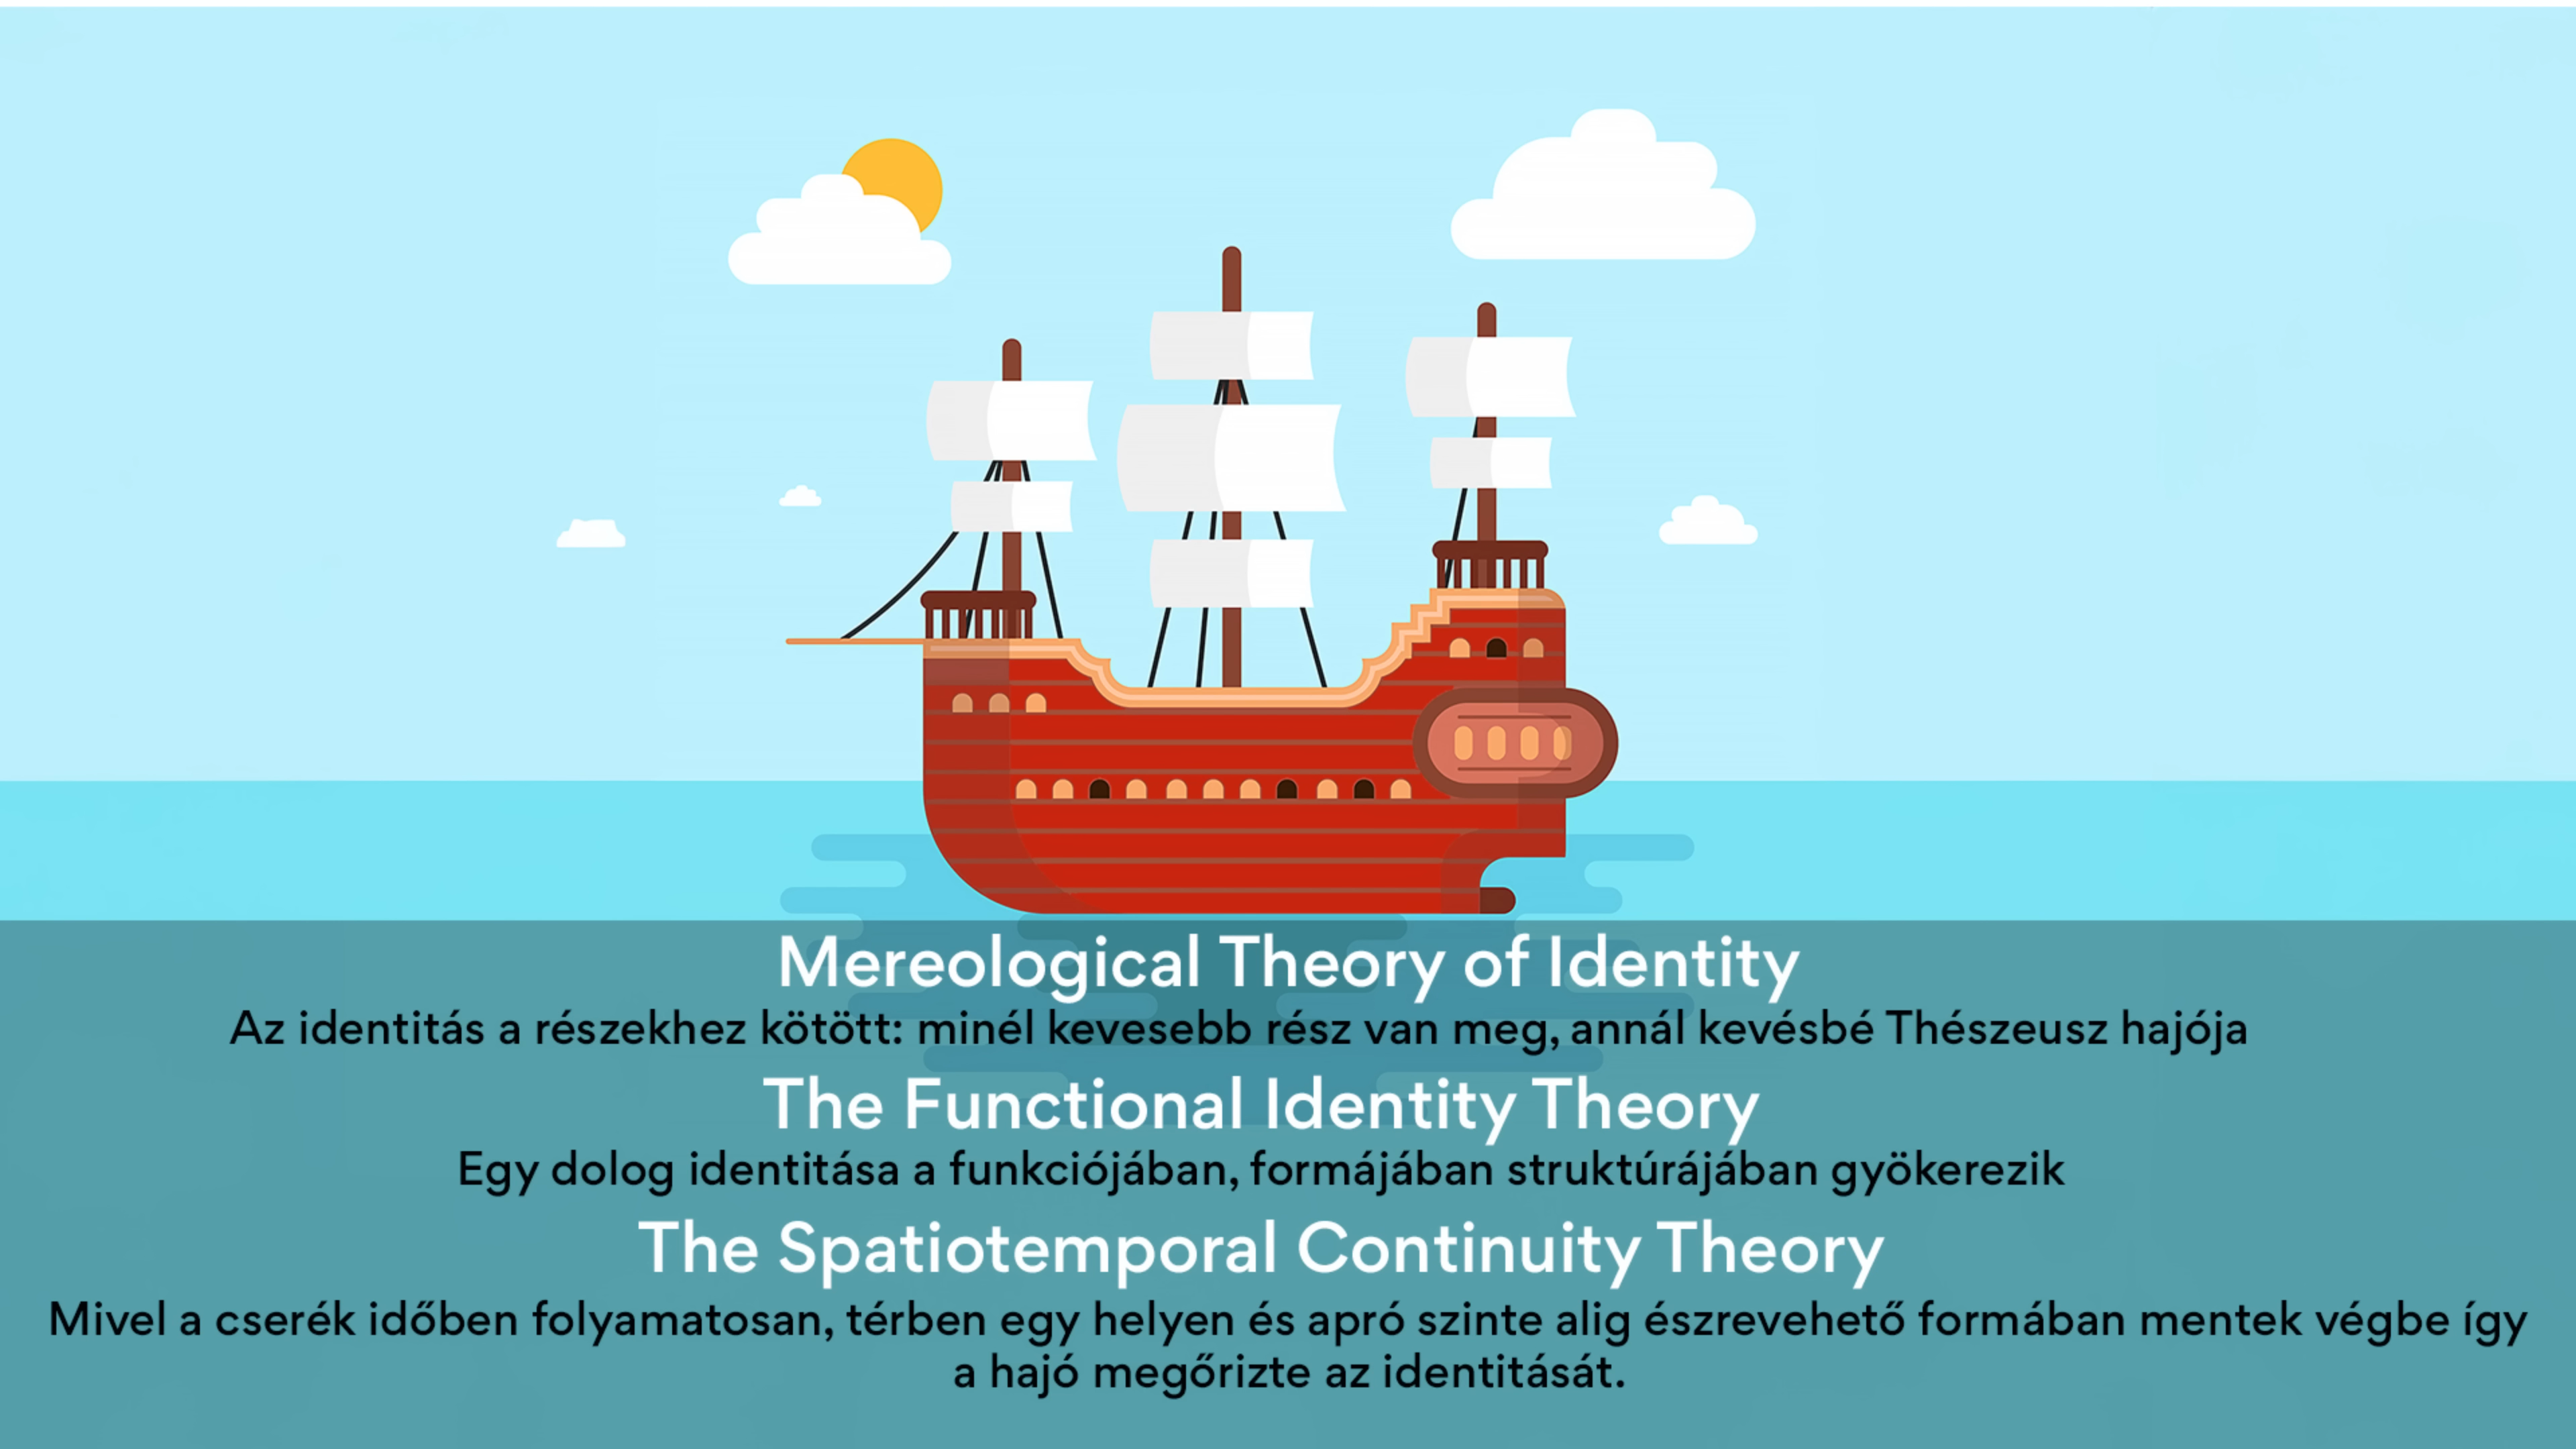 Mereological Theory of Identity
Az identitás a részekhez kötött: minél kevesebb rész van meg, annál kevésbé Thészeusz hajója
The Functional Identity Theory
Egy dolog identitása a funkciójában, formájában struktúrájában gyökerezik
The Spatiotemporal Continuity Theory
Mivel a cserék időben folyamatosan, térben egy helyen és apró szinte alig észrevehető formában mentek végbe így
a hajó megőrizte az identitását.